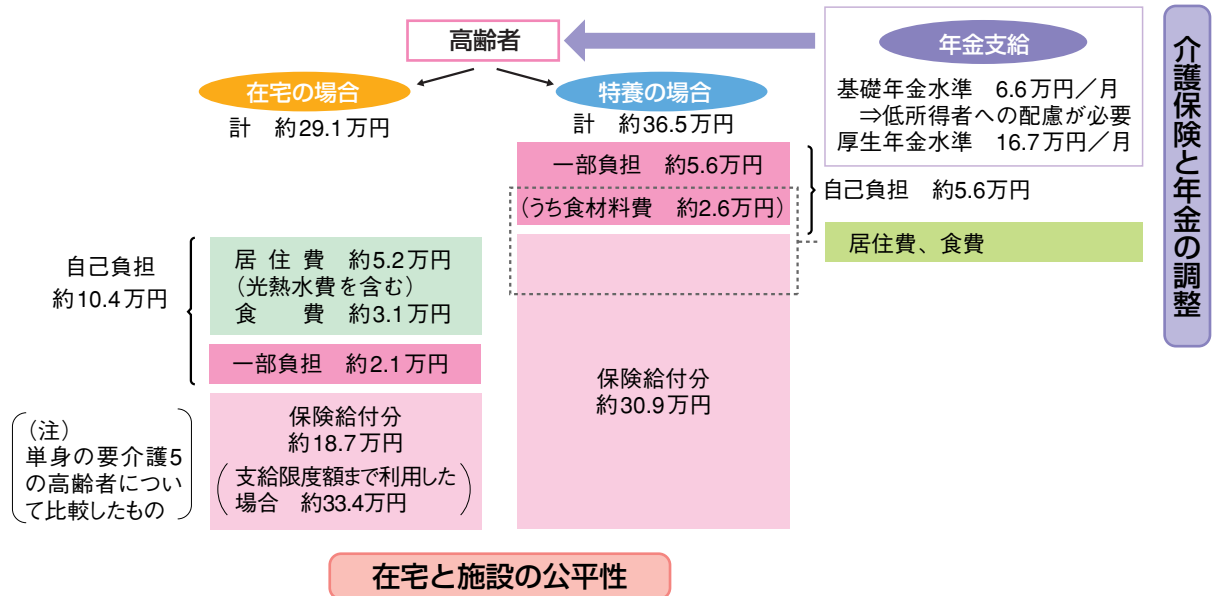 高齢者
年金支給
基礎年金水準 6.6万円／月
⇒低所得者への配慮が必要
厚生年金水準 16.7万円／月
介護保険と年金の調整
在宅の場合
計 約29.1万円
特養の場合
計 約36.5万円
一部負担 約5.6万円
(うち食材料費 約2.6万円)
自己負担 約5.6万円
居住費、食費
自己負担
約10.4万円
居住費 約5.2万円
(光熱水費を含む)
食費 約3.1万円
一部負担 約2.1万円
保険給付分
約18.7万円
(支給限度額まで利用した
場合 約33.4万円)
保険給付分
約30.9万円
(注)
単身の要介護5
の高齢者につい
て比較したもの
在宅と施設の公平性